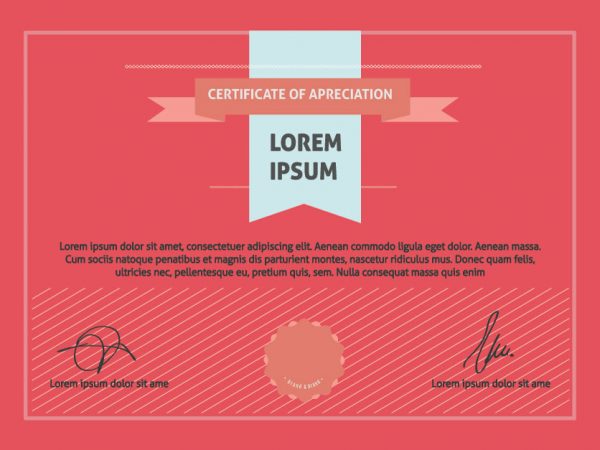 CERTIFICATE OF APRECIATION
LOREM
IPSUM
Lorem ipsum dolor sit amet, consectetuer adipiscing elit. Aenean commodo ligula eget dolor. Aenean massa.
Cum sociis natoque penatibus et magnis dis parturient montes, nascetur ridiculus mus. Donec quam felis,
ultricies nec, pellentesque eu, pretium quis, sem. Nulla consequat massa quis enim
Lorem ipsum dolor sit ame
Lorem ipsum dolor sit ame